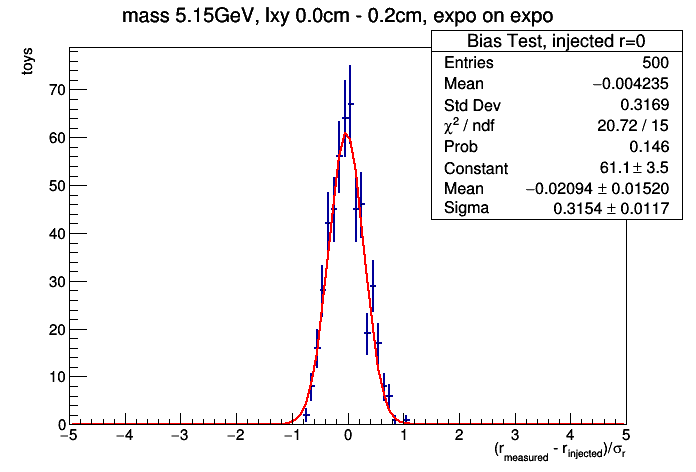 mass 5.15GeV, lxy 0.0cm - 0.2cm, expo on expo
Bias Test, injected r=0
Entries 500
Mean −0.004235
Std Dev 0.3169
χ² / ndf 20.72 / 15
Prob 0.146
Constant 61.1 ± 3.5
Mean −0.02094 ± 0.01520
Sigma 0.3154 ± 0.0117
toys
70
60
50
40
30
20
10
0
−5 −4 −3 −2 −1 0 1 2 3 4 5
(r_measured - r_injected)/σ_r